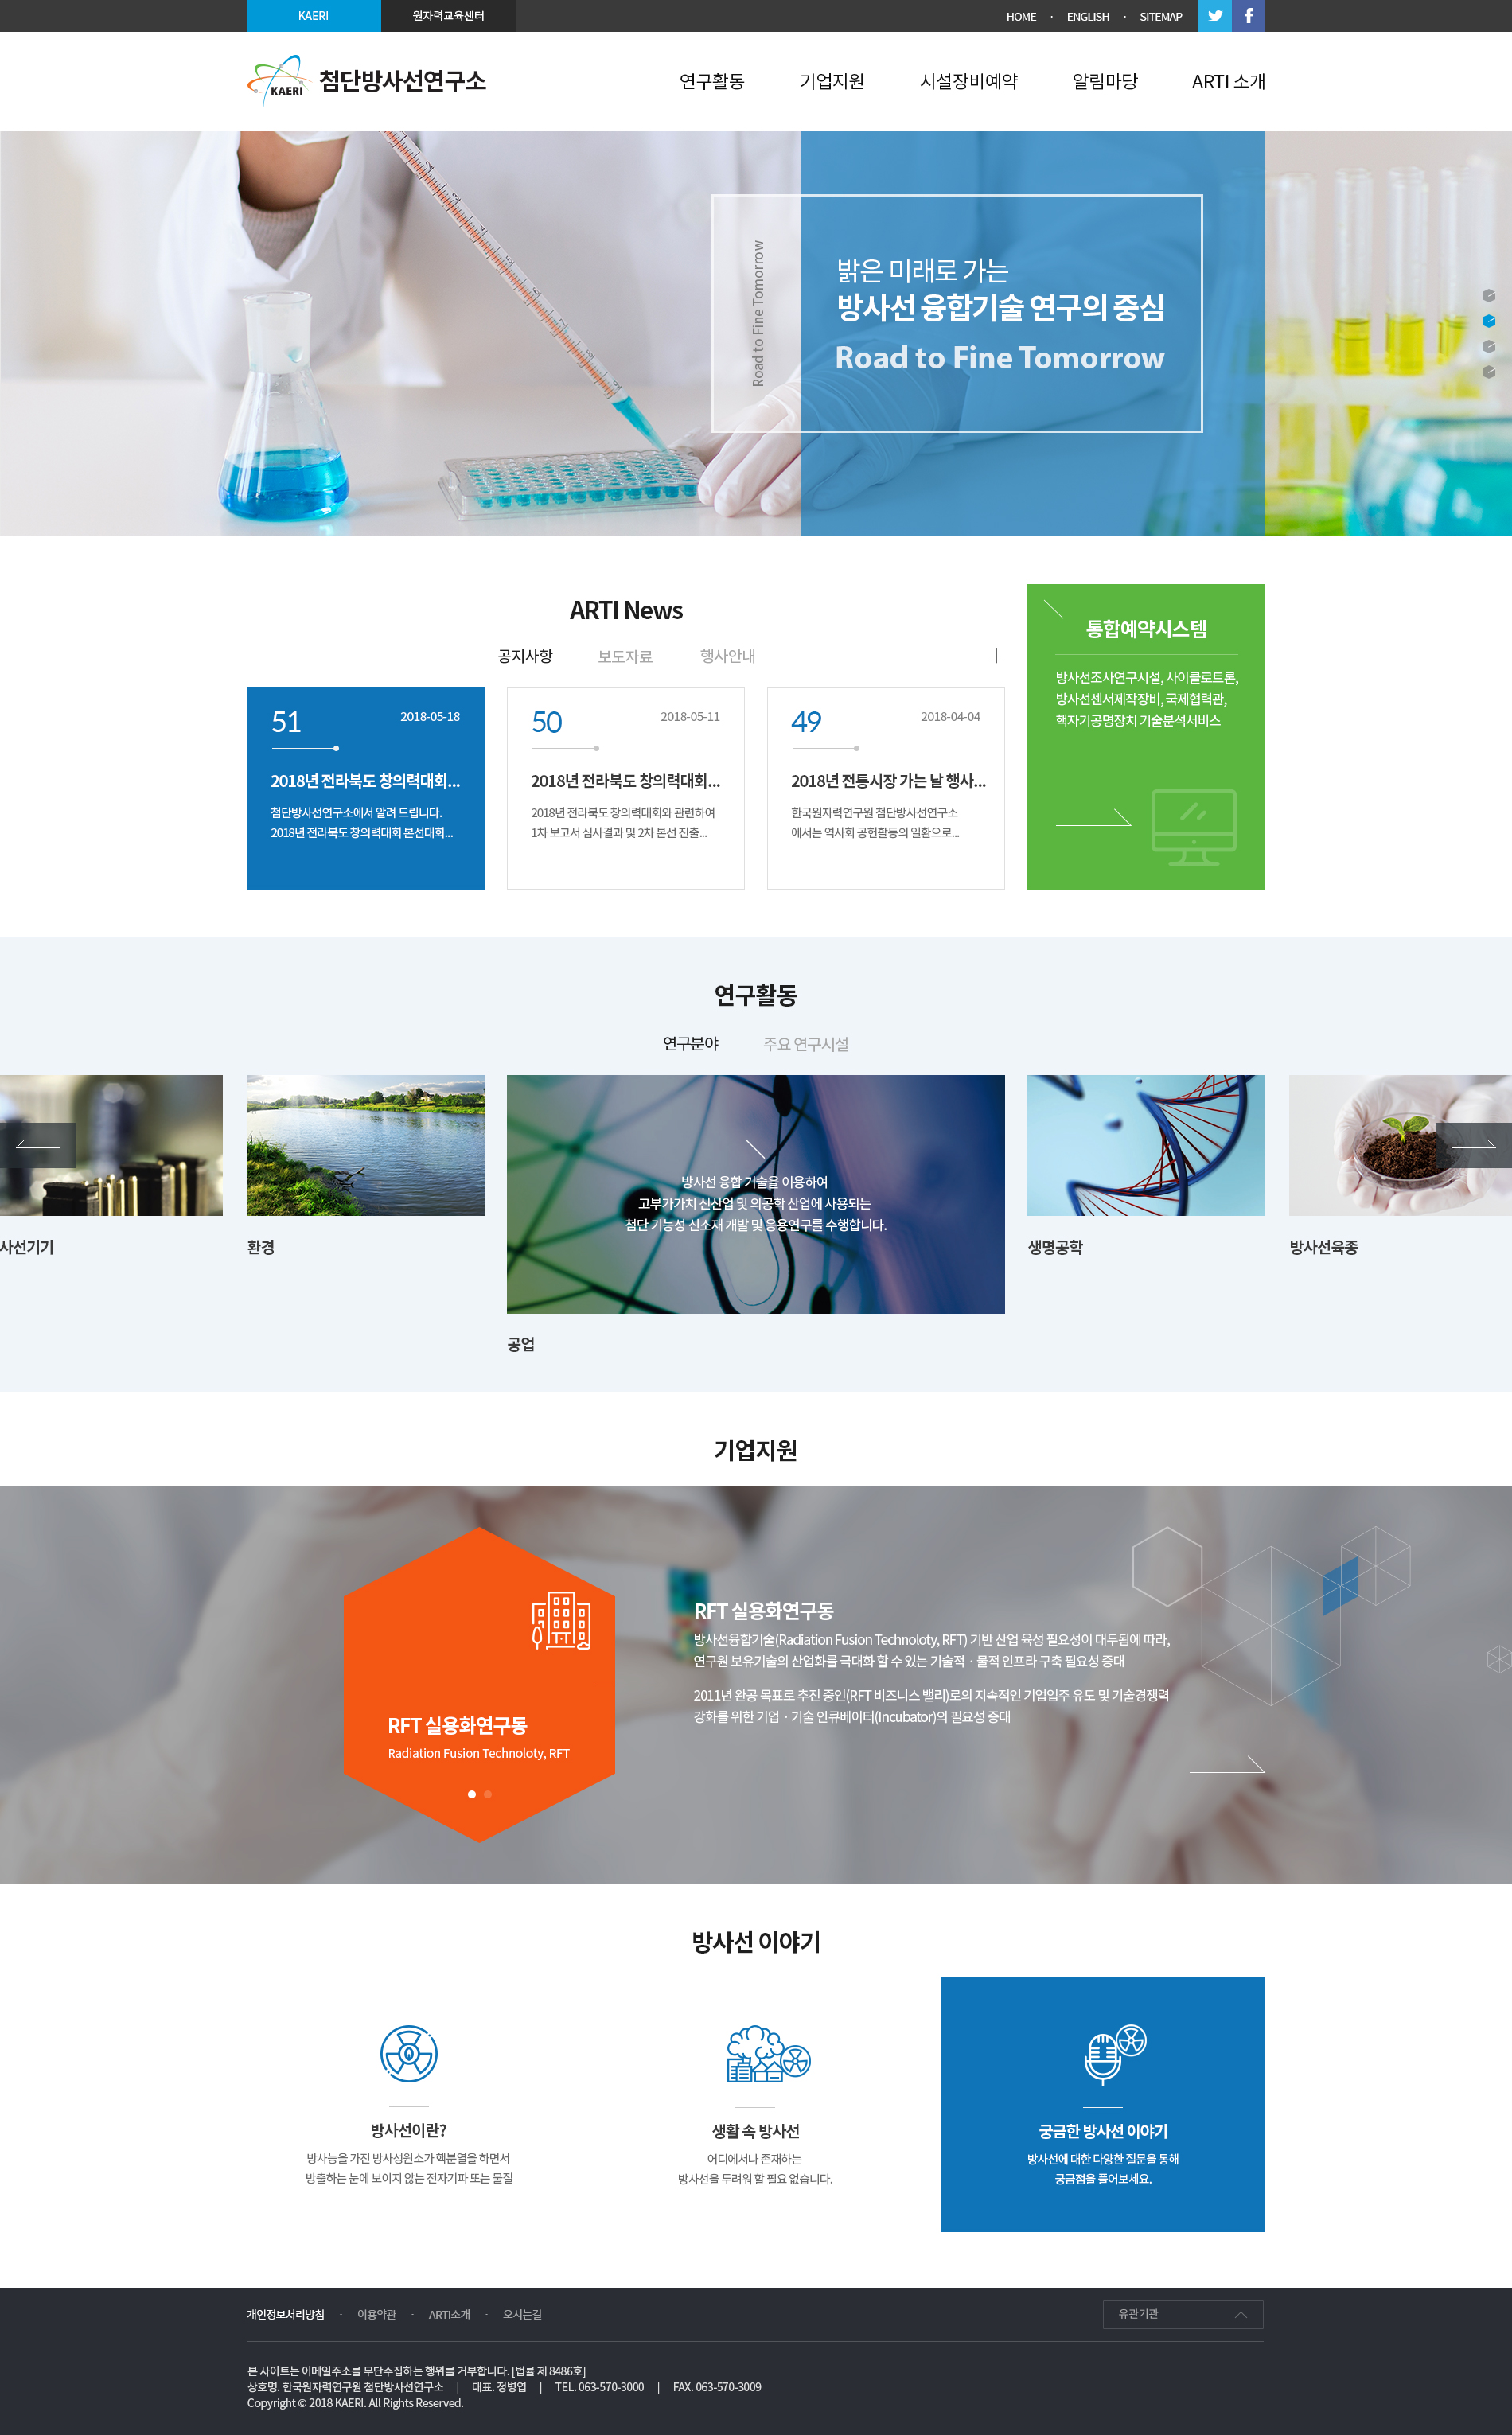 KAERI
원자력교육센터
HOME · ENGLISH · SITEMAP
KAERI
첨단방사선연구소
연구활동
기업지원
시설장비예약
알림마당
ARTI 소개
Road to Fine Tomorrow
밝은 미래로 가는
방사선 융합기술 연구의 중심
Road to Fine Tomorrow
ARTI News
공지사항
보도자료
행사안내
51
2018-05-18
2018년 전라북도 창의력대회...
첨단방사선연구소에서 알려 드립니다.
2018년 전라북도 창의력대회 본선대회...
50
2018-05-11
2018년 전라북도 창의력대회...
2018년 전라북도 창의력대회와 관련하여
1차 보고서 심사결과 및 2차 본선 진출...
49
2018-04-04
2018년 전통시장 가는 날 행사...
한국원자력연구원 첨단방사선연구소
에서는 역사회 공헌활동의 일환으로...
통합예약시스템
방사선조사연구시설, 사이클로트론,
방사선센서제작장비, 국제협력관,
핵자기공명장치 기술분석서비스
연구활동
연구분야
주요 연구시설
사선기기
환경
방사선 융합 기술을 이용하여
고부가가치 신산업 및 의공학 산업에 사용되는
첨단 기능성 신소재 개발 및 응용연구를 수행합니다.
공업
생명공학
방사선육종
기업지원
RFT 실용화연구동
Radiation Fusion Technoloty, RFT
RFT 실용화연구동
방사선융합기술(Radiation Fusion Technoloty, RFT) 기반 산업 육성 필요성이 대두됨에 따라,
연구원 보유기술의 산업화를 극대화 할 수 있는 기술적 · 물적 인프라 구축 필요성 증대
2011년 완공 목표로 추진 중인(RFT 비즈니스 밸리)로의 지속적인 기업입주 유도 및 기술경쟁력
강화를 위한 기업 · 기술 인큐베이터(Incubator)의 필요성 증대
방사선 이야기
방사선이란?
방사능을 가진 방사성원소가 핵분열을 하면서
방출하는 눈에 보이지 않는 전자기파 또는 물질
생활 속 방사선
어디에서나 존재하는
방사선을 두려워 할 필요 없습니다.
궁금한 방사선 이야기
방사선에 대한 다양한 질문을 통해
궁금점을 풀어보세요.
개인정보처리방침 · 이용약관 · ARTI소개 · 오시는길
유관기관
본 사이트는 이메일주소를 무단수집하는 행위를 거부합니다. [법률 제 8486호]
상호명. 한국원자력연구원 첨단방사선연구소 | 대표. 정병엽 | TEL. 063-570-3000 | FAX. 063-570-3009
Copyright © 2018 KAERI. All Rights Reserved.